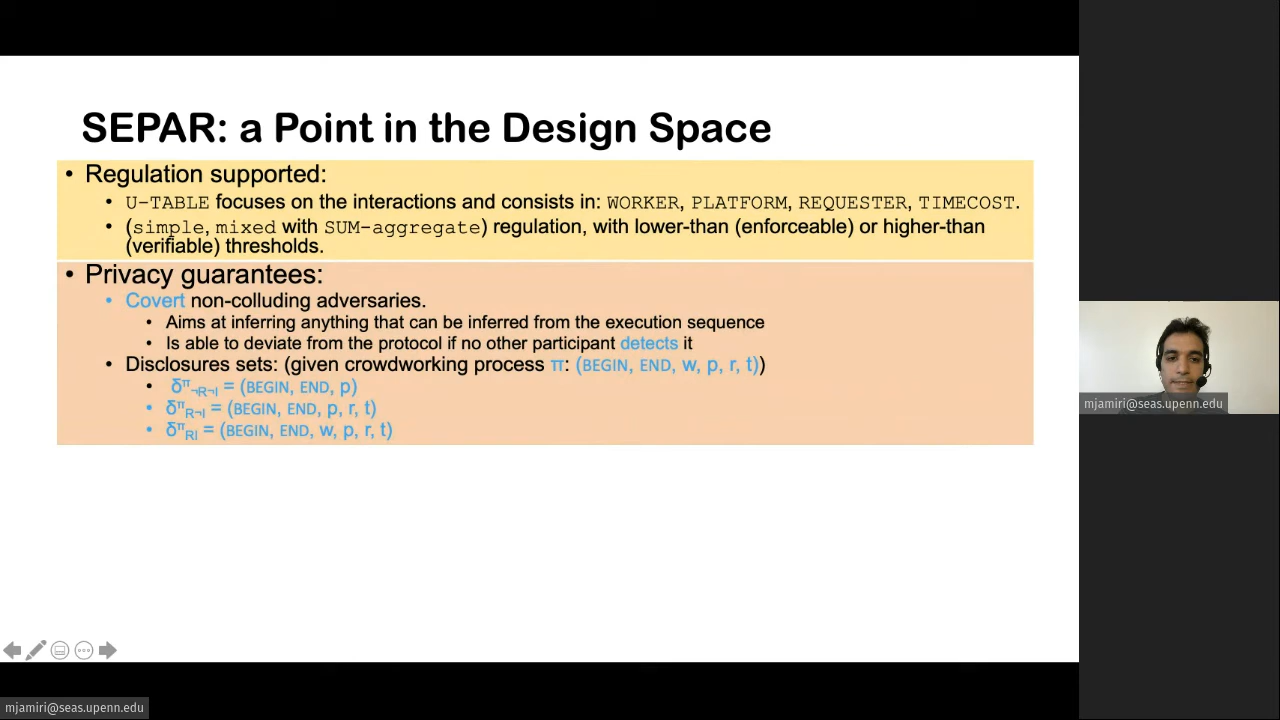 SEPAR: a Point in the Design Space
• Regulation supported:
• U-TABLE focuses on the interactions and consists in: WORKER, PLATFORM, REQUESTER, TIMECOST.
• (simple, mixed with SUM-aggregate) regulation, with lower-than (enforceable) or higher-than
(verifiable) thresholds.
• Privacy guarantees:
• Covert non-colluding adversaries.
• Aims at inferring anything that can be inferred from the execution sequence
• Is able to deviate from the protocol if no other participant detects it
• Disclosures sets: (given crowdworking process π: (BEGIN, END, w, p, r, t))
• δπ¬R¬I = (BEGIN, END, p)
• δπR¬I = (BEGIN, END, p, r, t)
• δπRI = (BEGIN, END, w, p, r, t)
mjamiri@seas.upenn.edu
mjamiri@seas.upenn.edu